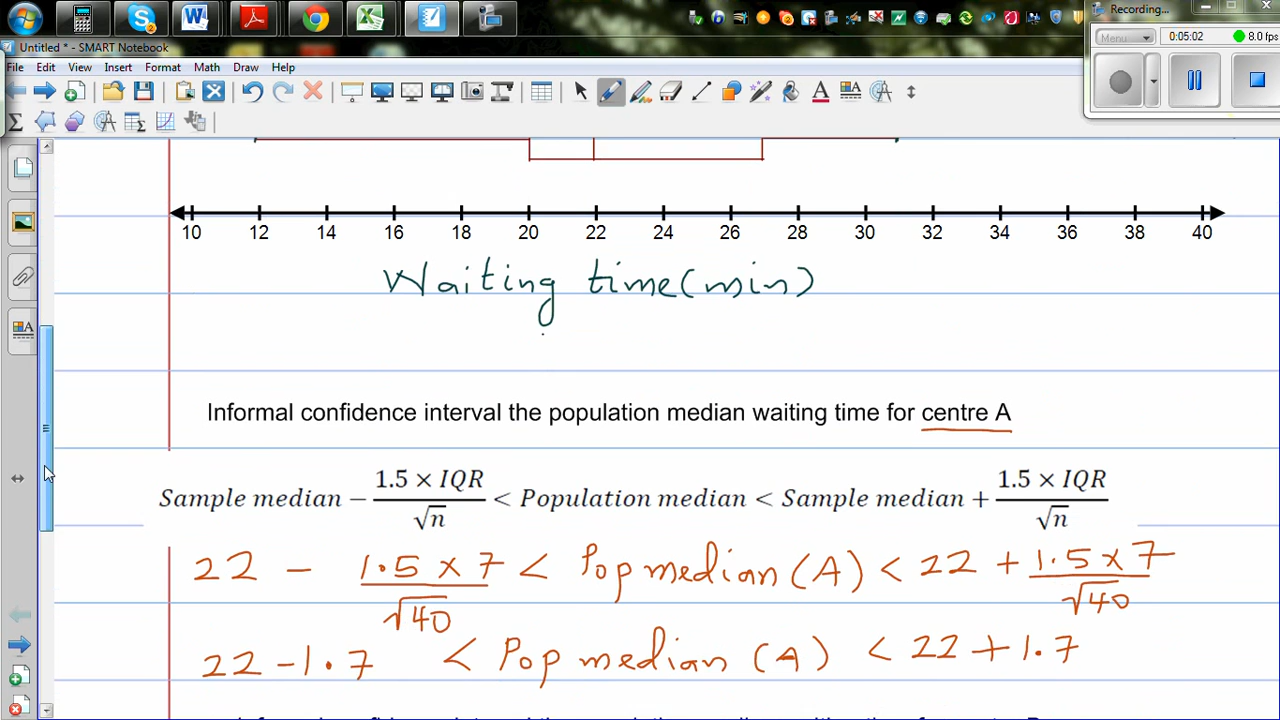 Recording...
Menu 0:05:02 8.0 fps
Untitled * - SMART Notebook
File Edit View Insert Format Math Draw Help
10 12 14 16 18 20 22 24 26 28 30 32 34 36 38 40
Waiting time(min)
Informal confidence interval the population median waiting time for centre A
Sample median − 1.5 × IQR / √n < Population median < Sample median + 1.5 × IQR / √n
22 − 1.5 × 7 / √40 < Pop median (A) < 22 + 1.5 × 7 / √40
22 − 1.7 < Pop median (A) < 22 + 1.7